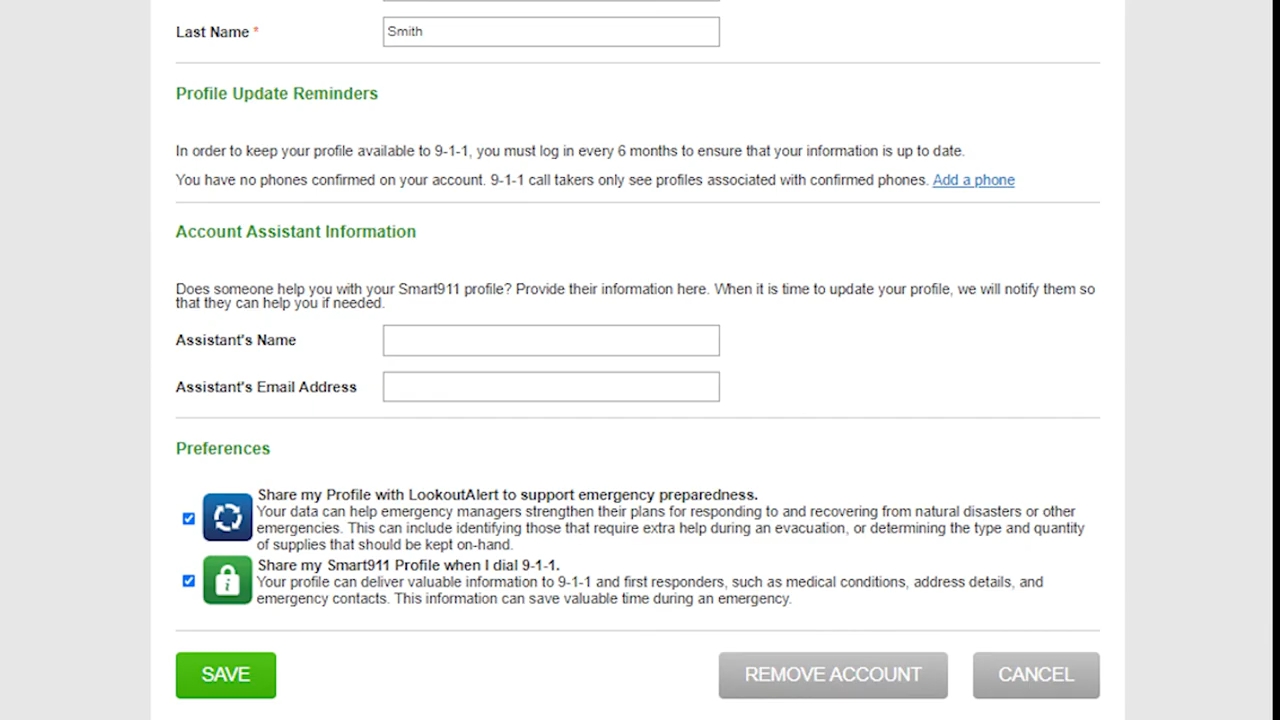 Last Name *
Smith
Profile Update Reminders
In order to keep your profile available to 9-1-1, you must log in every 6 months to ensure that your information is up to date.
You have no phones confirmed on your account. 9-1-1 call takers only see profiles associated with confirmed phones. Add a phone
Account Assistant Information
Does someone help you with your Smart911 profile? Provide their information here. When it is time to update your profile, we will notify them so
that they can help you if needed.
Assistant's Name
Assistant's Email Address
Preferences
Share my Profile with LookoutAlert to support emergency preparedness.
Your data can help emergency managers strengthen their plans for responding to and recovering from natural disasters or other
emergencies. This can include identifying those that require extra help during an evacuation, or determining the type and quantity
of supplies that should be kept on-hand.
Share my Smart911 Profile when I dial 9-1-1.
Your profile can deliver valuable information to 9-1-1 and first responders, such as medical conditions, address details, and
emergency contacts. This information can save valuable time during an emergency.
SAVE
REMOVE ACCOUNT
CANCEL